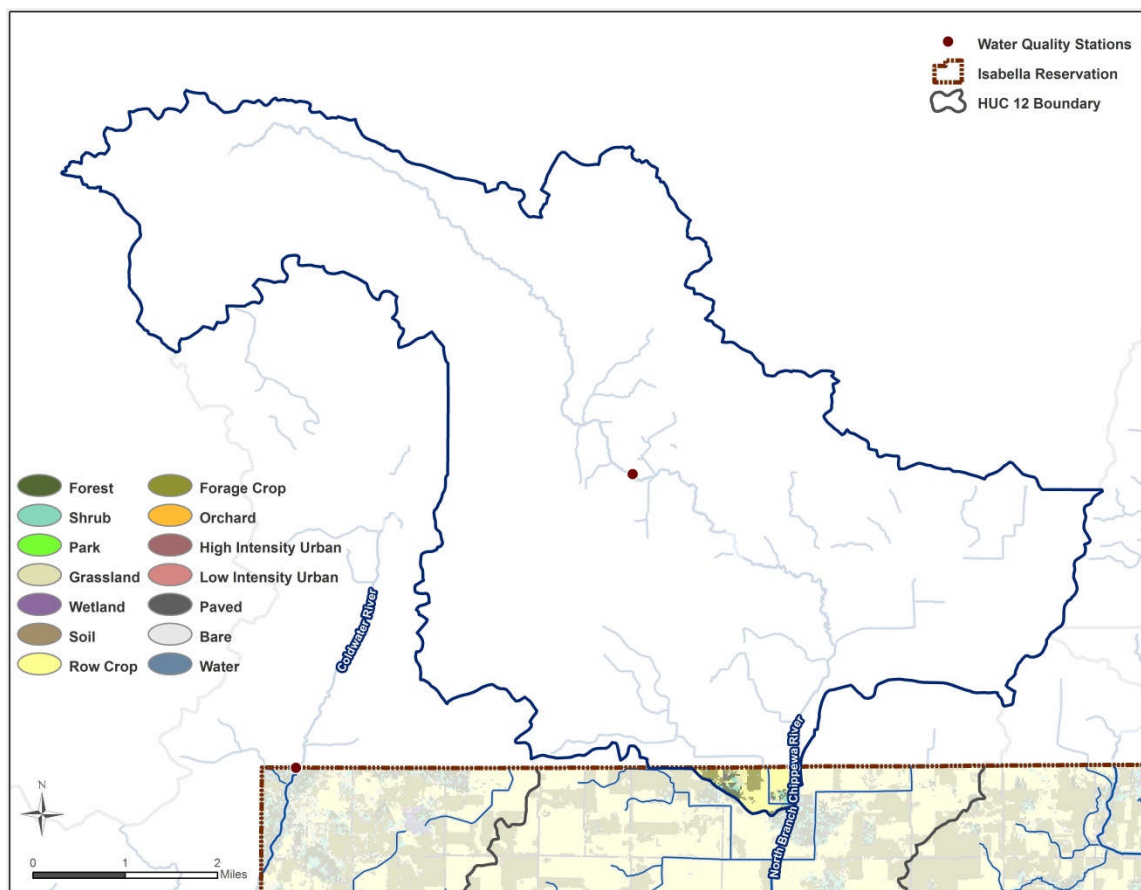 Water Quality Stations
Isabella Reservation
HUC 12 Boundary
Forest
Shrub
Park
Grassland
Wetland
Soil
Row Crop
Forage Crop
Orchard
High Intensity Urban
Low Intensity Urban
Paved
Bare
Water
Coldwater River
North Branch Chippewa River
N
0 1 2
Miles